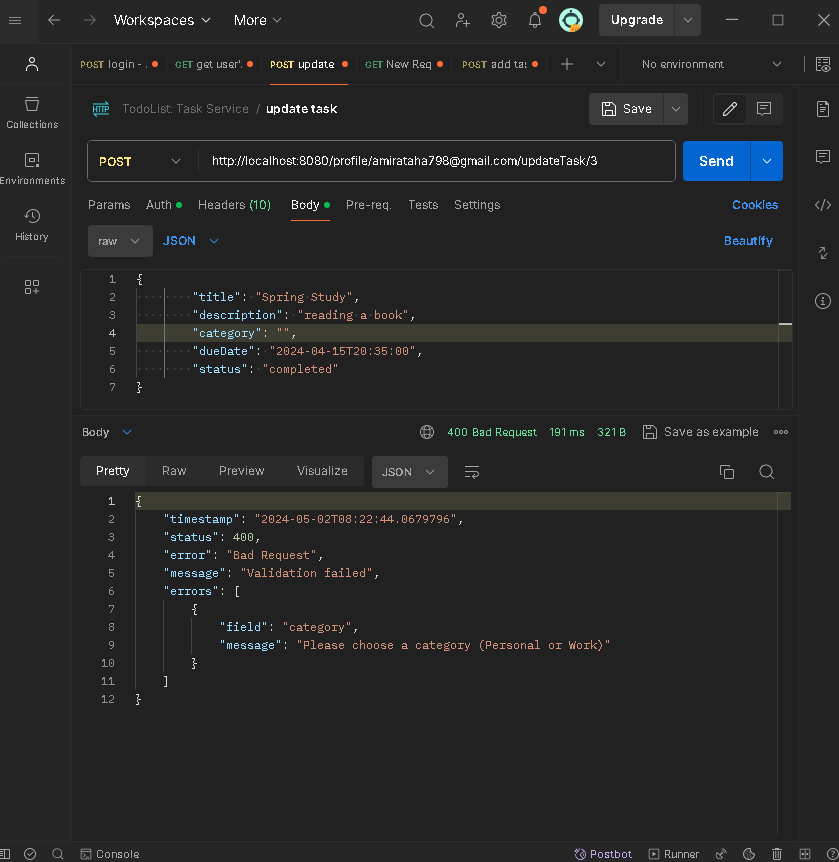 Workspaces More Upgrade
POST login - . GET get user'. POST update GET New Req POST add ta: No environment
HTTP TodoList: Task Service / update task Save
POST http://localhost:8080/profile/amirataha798@gmail.com/updateTask/3 Send
Params Auth Headers (10) Body Pre-req. Tests Settings Cookies
raw JSON Beautify
Collections
Environments
History
1 {
2 "title": "Spring Study",
3 "description": "reading a book",
4 "category": "",
5 "dueDate": "2024-04-15T20:35:00",
6 "status": "completed"
7 }
Body 400 Bad Request 191 ms 321 B Save as example
Pretty Raw Preview Visualize JSON
1 {
2 "timestamp": "2024-05-02T08:22:44.0679796",
3 "status": 400,
4 "error": "Bad Request",
5 "message": "Validation failed",
6 "errors": [
7 {
8 "field": "category",
9 "message": "Please choose a category (Personal or Work)"
10 }
11 ]
12 }
Console Postbot Runner